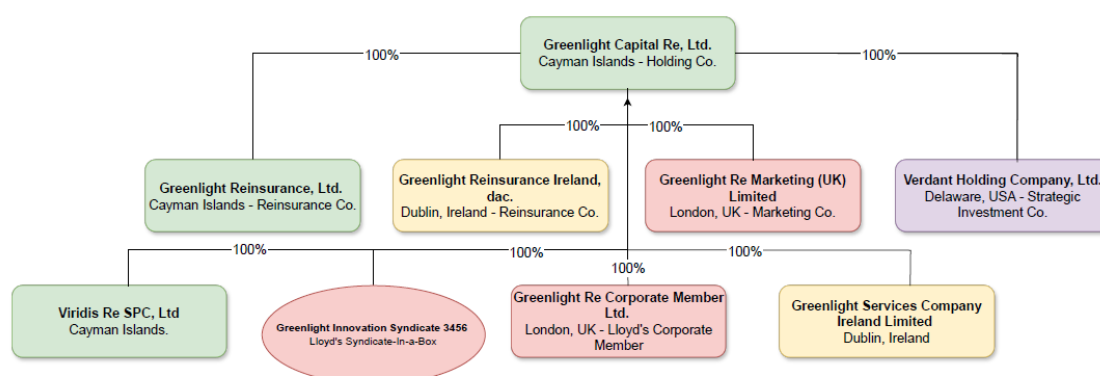 Greenlight Capital Re, Ltd.
Cayman Islands - Holding Co.
100%
100%
100%
100%
Greenlight Reinsurance, Ltd.
Cayman Islands - Reinsurance Co.
Greenlight Reinsurance Ireland,
dac.
Dublin, Ireland - Reinsurance Co.
Greenlight Re Marketing (UK)
Limited
London, UK - Marketing Co.
Verdant Holding Company, Ltd.
Delaware, USA - Strategic
Investment Co.
100%
100%
100%
100%
Viridis Re SPC, Ltd
Cayman Islands.
Greenlight Innovation Syndicate 3456
Lloyd's Syndicate-In-a-Box
Greenlight Re Corporate Member
Ltd.
London, UK - Lloyd's Corporate
Member
Greenlight Services Company
Ireland Limited
Dublin, Ireland